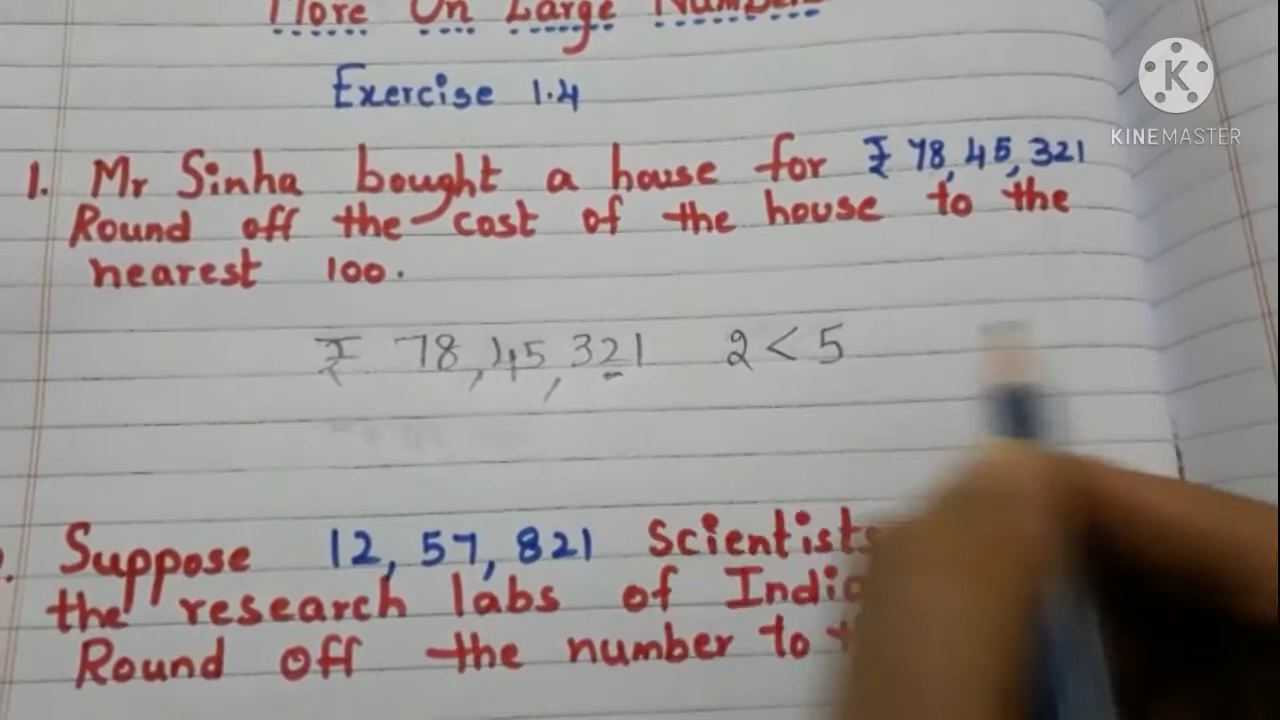 More On Large Numbers
Exercise 1.4
1. Mr Sinha bought a house for ₹ 78,45,321
Round off the cost of the house to the
nearest 100.
₹ 78,45,321 2 < 5
Suppose 12,57,821 Scientists
the research labs of India
Round off the number to
K
KINEMASTER